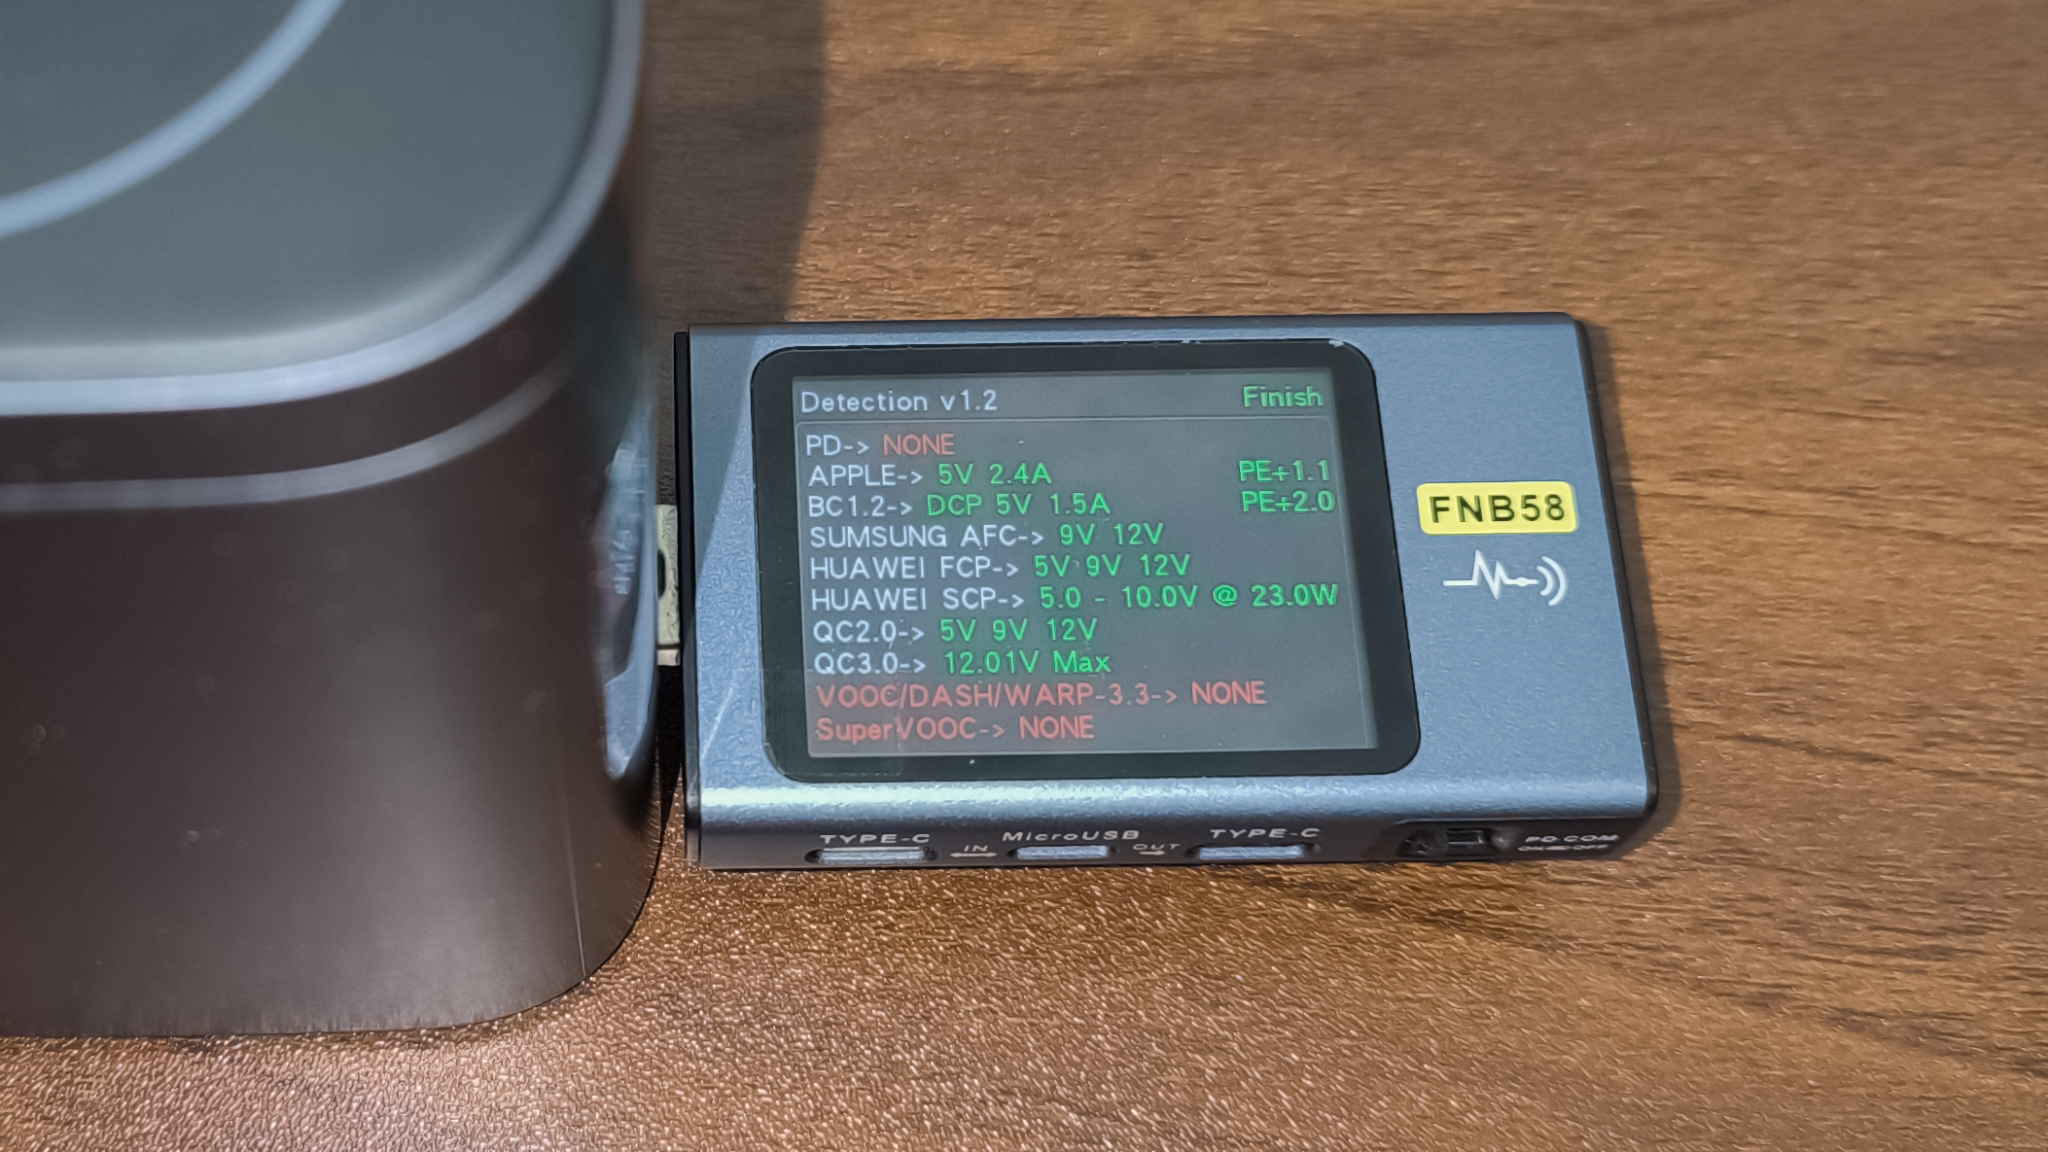 Detection v1.2 Finish
PD-> NONE
APPLE-> 5V 2.4A PE+1.1
BC1.2-> DCP 5V 1.5A PE+2.0
SUMSUNG AFC-> 9V 12V
HUAWEI FCP-> 5V 9V 12V
HUAWEI SCP-> 5.0 - 10.0V @ 23.0W
QC2.0-> 5V 9V 12V
QC3.0-> 12.01V Max
VOOC/DASH/WARP-3.3-> NONE
SuperVOOC-> NONE
FNB58
TYPE-C IN MicroUSB OUT TYPE-C
PD COM